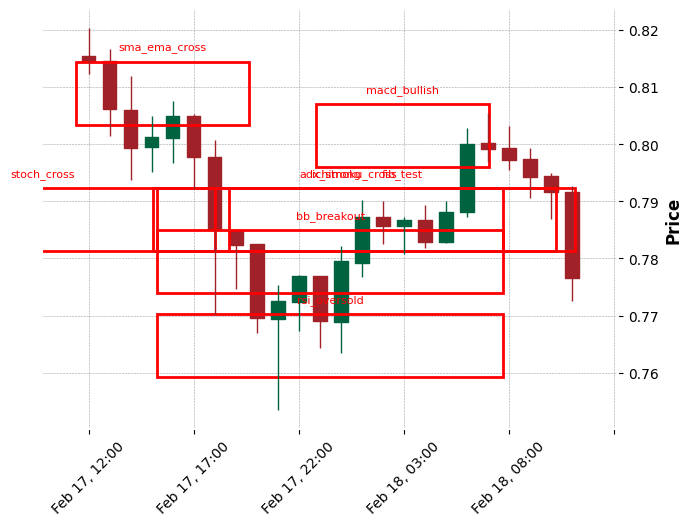 sma_ema_cross
macd_bullish
stoch_cross
bb_breakout
0.82
0.81
0.80
0.79
0.78
0.77
0.76
Price
Feb 17, 12:00
Feb 17, 17:00
Feb 17, 22:00
Feb 18, 03:00
Feb 18, 08:00